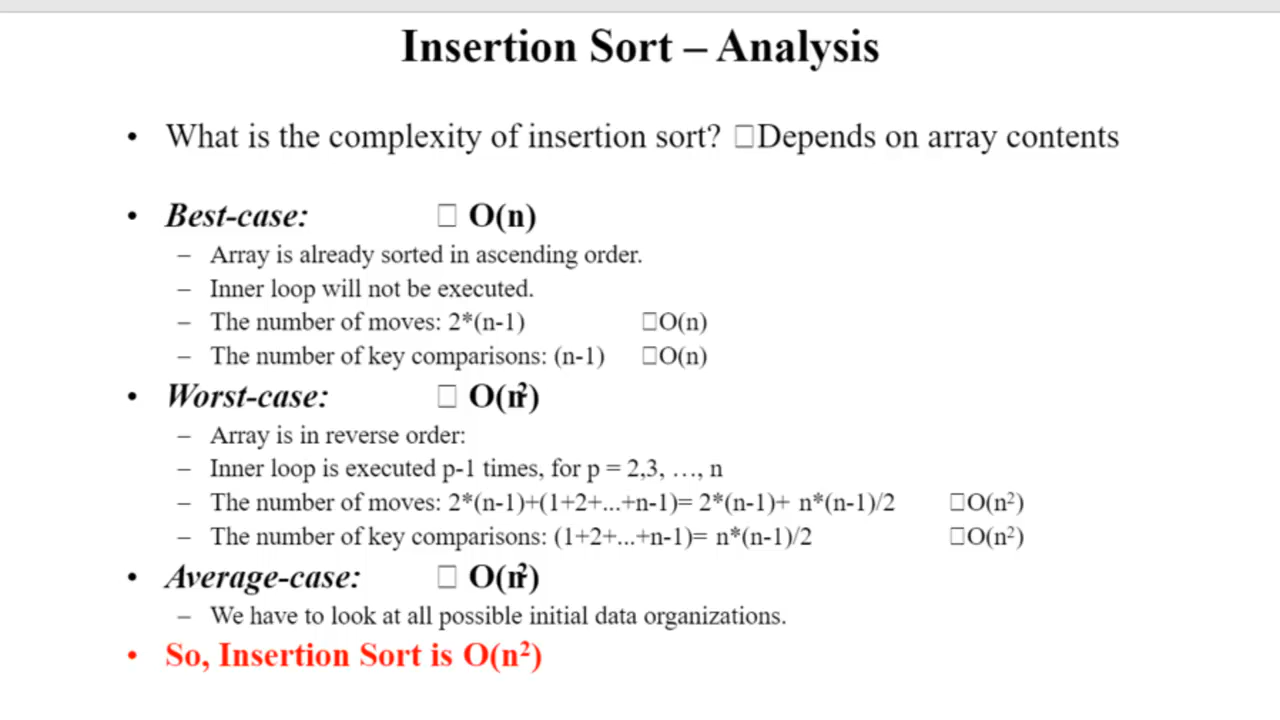 Insertion Sort – Analysis
• What is the complexity of insertion sort? □Depends on array contents
• Best-case: □ O(n)
– Array is already sorted in ascending order.
– Inner loop will not be executed.
– The number of moves: 2*(n-1) □O(n)
– The number of key comparisons: (n-1) □O(n)
• Worst-case: □ O(n²)
– Array is in reverse order:
– Inner loop is executed p-1 times, for p = 2,3, …, n
– The number of moves: 2*(n-1)+(1+2+...+n-1)= 2*(n-1)+ n*(n-1)/2 □O(n²)
– The number of key comparisons: (1+2+...+n-1)= n*(n-1)/2 □O(n²)
• Average-case: □ O(n²)
– We have to look at all possible initial data organizations.
• So, Insertion Sort is O(n²)